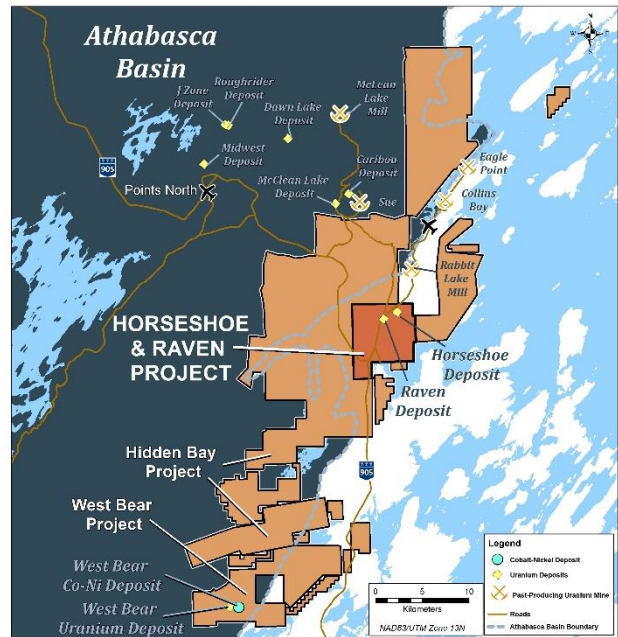 Athabasca
Basin
J Zone
Deposit
Roughrider
Deposit
Dawn Lake
Deposit
McLean
Lake
Mill
Midwest
Deposit
905
Points North
McClean Lake
Deposit
Caribou
Deposit
Sue
Eagle
Point
Collins
Bay
Rabbit
Lake
Mill
HORSESHOE
& RAVEN
PROJECT
Horseshoe
Deposit
Raven
Deposit
Hidden Bay
Project
905
West Bear
Project
West Bear
Co-Ni Deposit
West Bear
Uranium Deposit
0 5 10
Kilometers
NAD83/UTM Zone 13N
Legend
Cobalt-Nickel Deposit
Uranium Deposits
Past-Producing Uranium Mine
Roads
Athabasca Basin Boundary